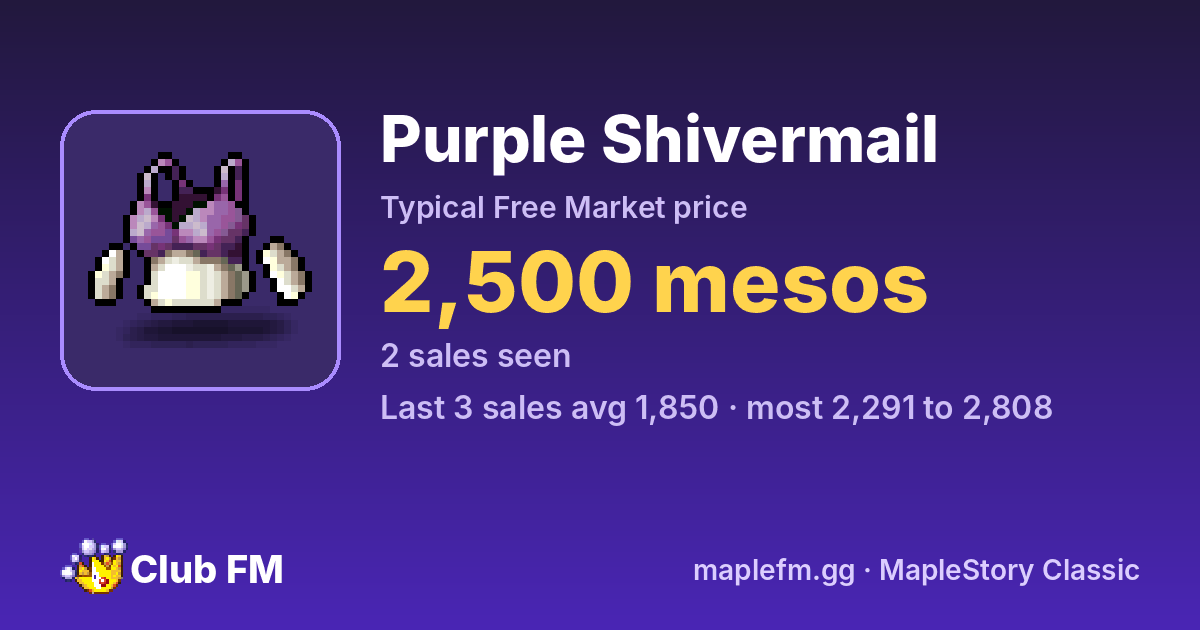 Purple Shivermail
Typical Free Market price
2,500 mesos
2 sales seen
Last 3 sales avg 1,850 · most 2,291 to 2,808
Club FM
maplefm.gg · MapleStory Classic